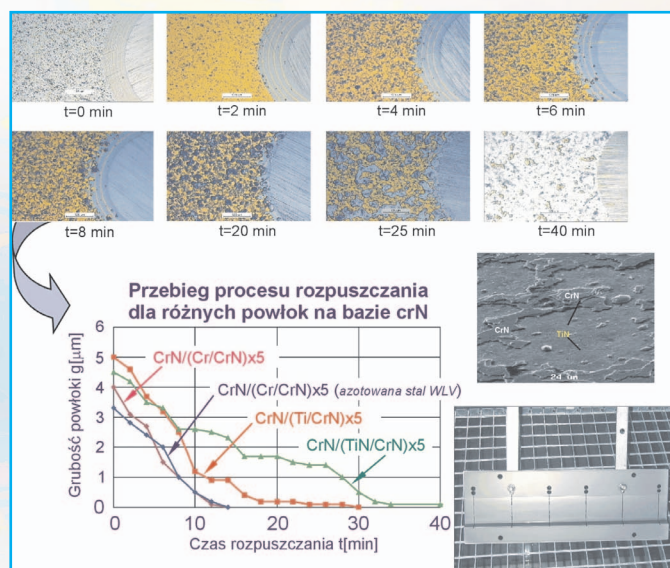 t=0 min
t=2 min
t=4 min
t=6 min
t=8 min
t=20 min
t=25 min
t=40 min
Przebieg procesu rozpuszczania
dla różnych powłok na bazie crN
Grubość powłoki g[μm]
6
5
4
3
2
1
0
CrN/(Cr/CrN)x5
CrN/(Cr/CrN)x5 (azotowana stal WLV)
CrN/(Ti/CrN)x5
CrN/(TiN/CrN)x5
0
10
20
30
40
Czas rozpuszczania t[min]
CrN
CrN
TiN
24 um